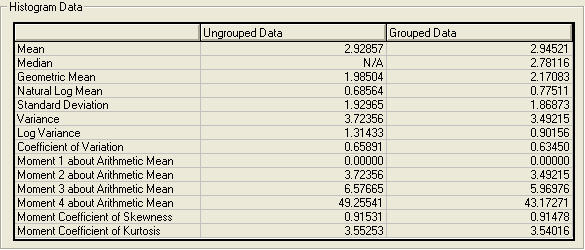 Histogram Data
Ungrouped Data Grouped Data
Mean 2.92857 2.94521
Median N/A 2.78116
Geometric Mean 1.98504 2.17083
Natural Log Mean 0.68564 0.77511
Standard Deviation 1.92965 1.86873
Variance 3.72356 3.49215
Log Variance 1.31433 0.90156
Coefficient of Variation 0.65891 0.63450
Moment 1 about Arithmetic Mean 0.00000 0.00000
Moment 2 about Arithmetic Mean 3.72356 3.49215
Moment 3 about Arithmetic Mean 6.57665 5.96976
Moment 4 about Arithmetic Mean 49.25541 43.17271
Moment Coefficient of Skewness 0.91531 0.91478
Moment Coefficient of Kurtosis 3.55253 3.54016